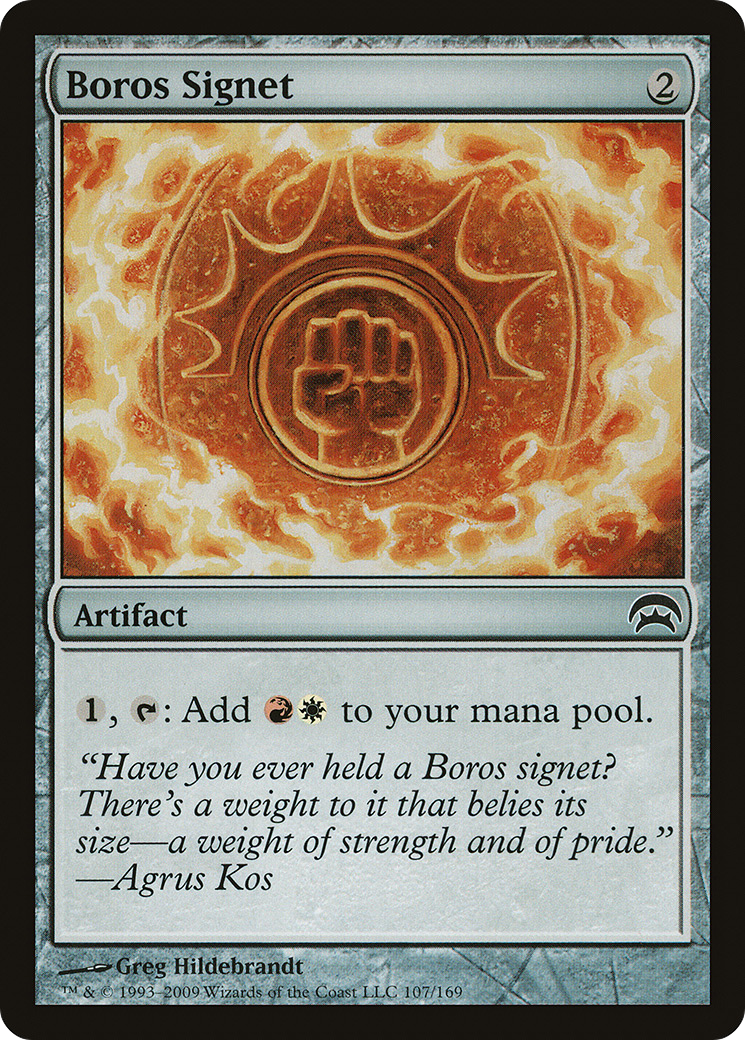 Boros Signet 2
Artifact
1, : Add to your mana pool.
“Have you ever held a Boros signet?
There’s a weight to it that belies its
size—a weight of strength and of pride.”
—Agrus Kos
Greg Hildebrandt
™ & © 1993–2009 Wizards of the Coast LLC 107/169